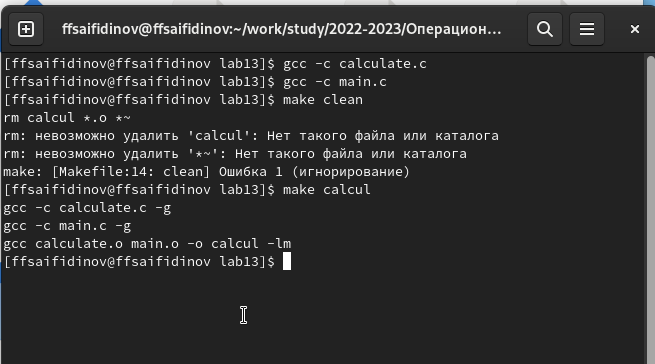 ffsaifidinov@ffsaifidinov:~/work/study/2022-2023/Операцион...
[ffsaifidinov@ffsaifidinov lab13]$ gcc -c calculate.c
[ffsaifidinov@ffsaifidinov lab13]$ gcc -c main.c
[ffsaifidinov@ffsaifidinov lab13]$ make clean
rm calcul *.o *~
rm: невозможно удалить 'calcul': Нет такого файла или каталога
rm: невозможно удалить '*~': Нет такого файла или каталога
make: [Makefile:14: clean] Ошибка 1 (игнорирование)
[ffsaifidinov@ffsaifidinov lab13]$ make calcul
gcc -c calculate.c -g
gcc -c main.c -g
gcc calculate.o main.o -o calcul -lm
[ffsaifidinov@ffsaifidinov lab13]$